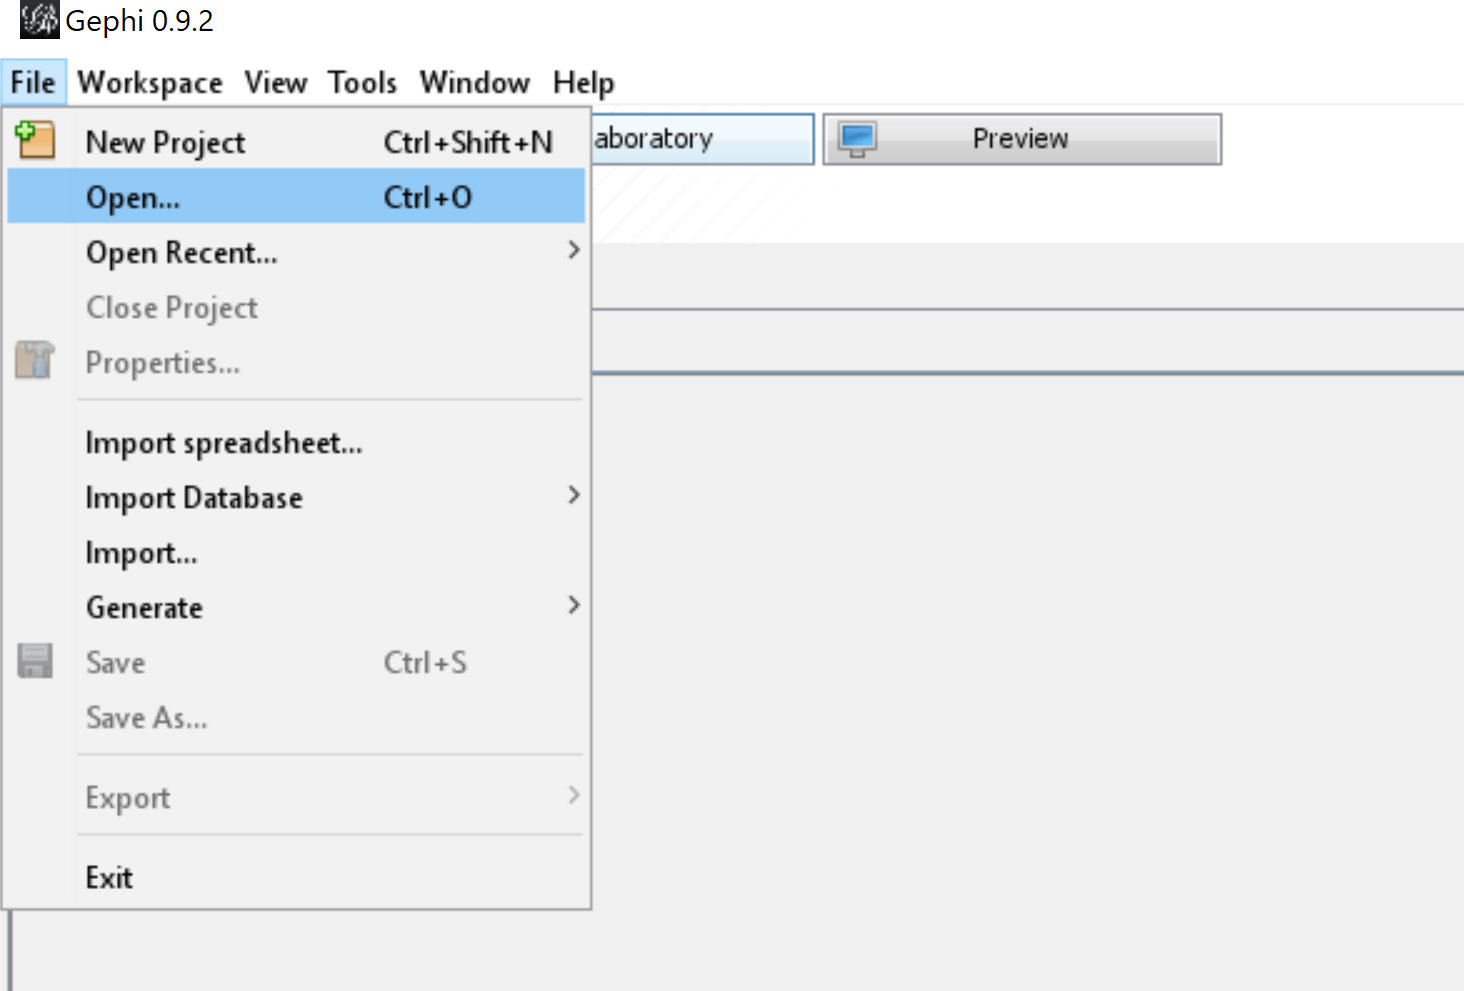 Gephi 0.9.2
File Workspace View Tools Window Help
New Project Ctrl+Shift+N
aboratory Preview
Open... Ctrl+O
Open Recent...
Close Project
Properties...
Import spreadsheet...
Import Database
Import...
Generate
Save Ctrl+S
Save As...
Export
Exit